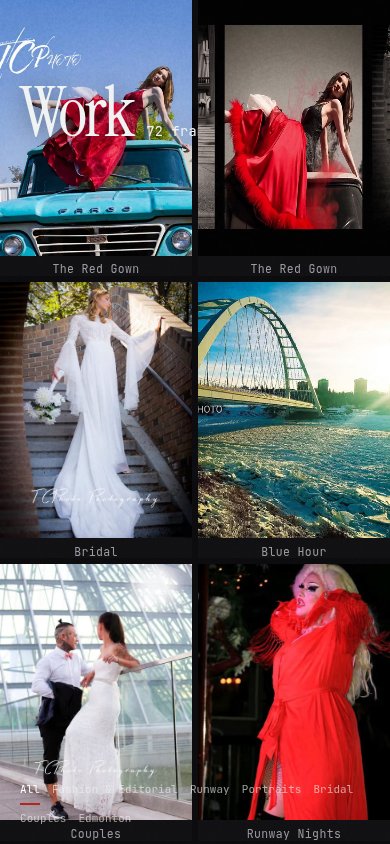 TCPHOTO
Work 72 fra
FARGO
The Red Gown
The Red Gown
HOTO
TCPhoto Photography
Bridal
Blue Hour
TCPhoto Photography
All Fashion & Editorial Runway Portraits Bridal
Couples Edmonton
Couples
Runway Nights